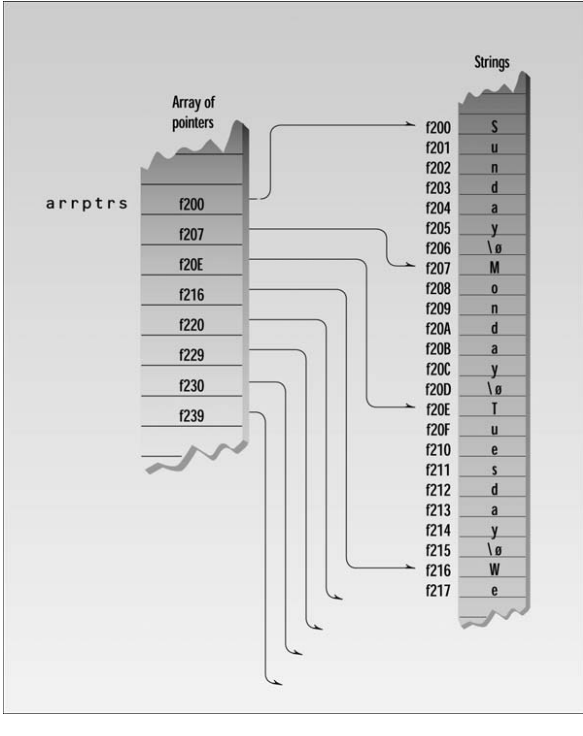 Strings
Array of
pointers
arrptrs
f200
f207
f20E
f216
f220
f229
f230
f239
f200 S
f201 u
f202 n
f203 d
f204 a
f205 y
f206 \ø
f207 M
f208 o
f209 n
f20A d
f20B a
f20C y
f20D \ø
f20E T
f20F u
f210 e
f211 s
f212 d
f213 a
f214 y
f215 \ø
f216 W
f217 e